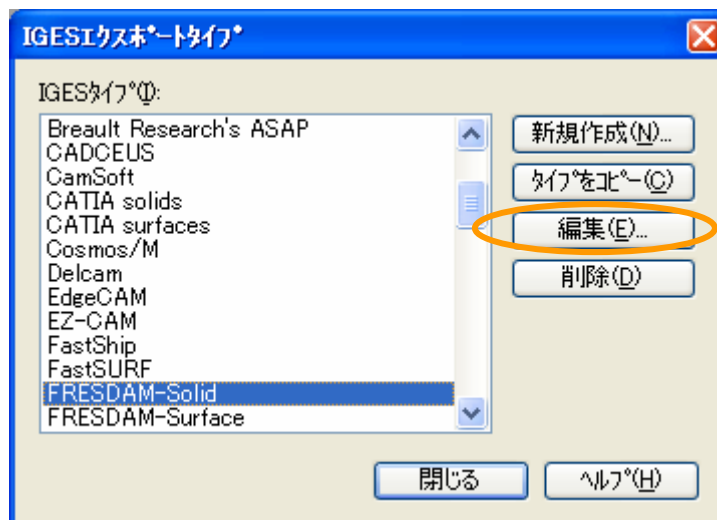 IGESｴｸｽﾎﾟｰﾄﾀｲﾌﾟ
IGESﾀｲﾌﾟ(I):
Breault Research's ASAP
CADCEUS
CamSoft
CATIA solids
CATIA surfaces
Cosmos/M
Delcam
EdgeCAM
EZ-CAM
FastShip
FastSURF
FRESDAM-Solid
FRESDAM-Surface
新規作成(N)...
ﾀｲﾌﾟをｺﾋﾟｰ(C)
編集(E)...
削除(D)
閉じる
ﾍﾙﾌﾟ(H)